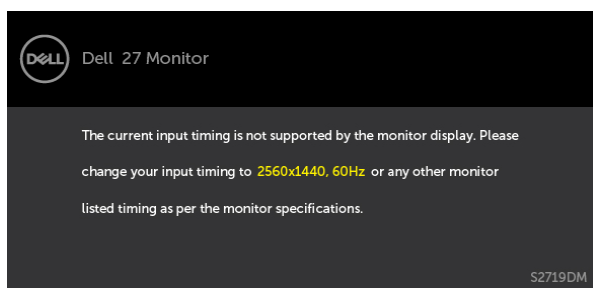 DELL
Dell 27 Monitor
The current input timing is not supported by the monitor display. Please
change your input timing to 2560x1440, 60Hz or any other monitor
listed timing as per the monitor specifications.
S2719DM